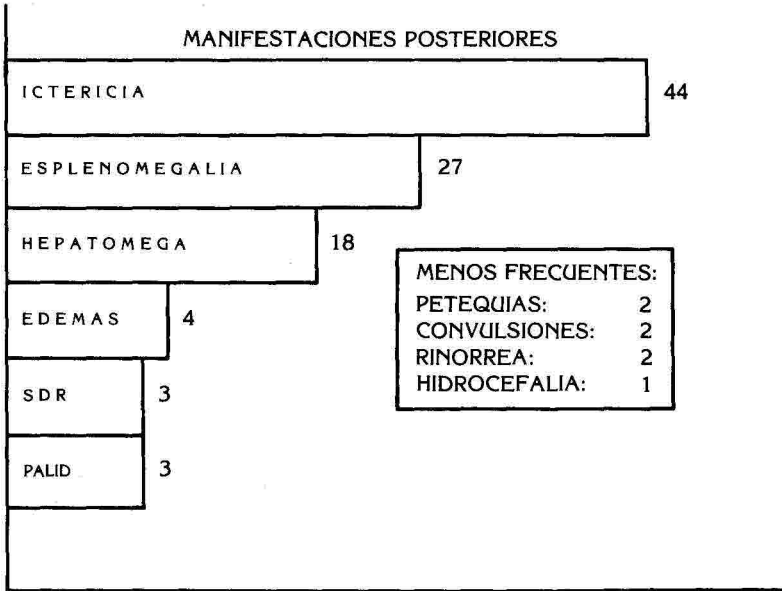 MANIFESTACIONES POSTERIORES
ICTERICIA 44
ESPLENOMEGALIA 27
HEPATOMEGA 18
EDEMAS 4
SDR 3
PALID 3
MENOS FRECUENTES:
PETEQUIAS: 2
CONVULSIONES: 2
RINORREA: 2
HIDROCEFALIA: 1